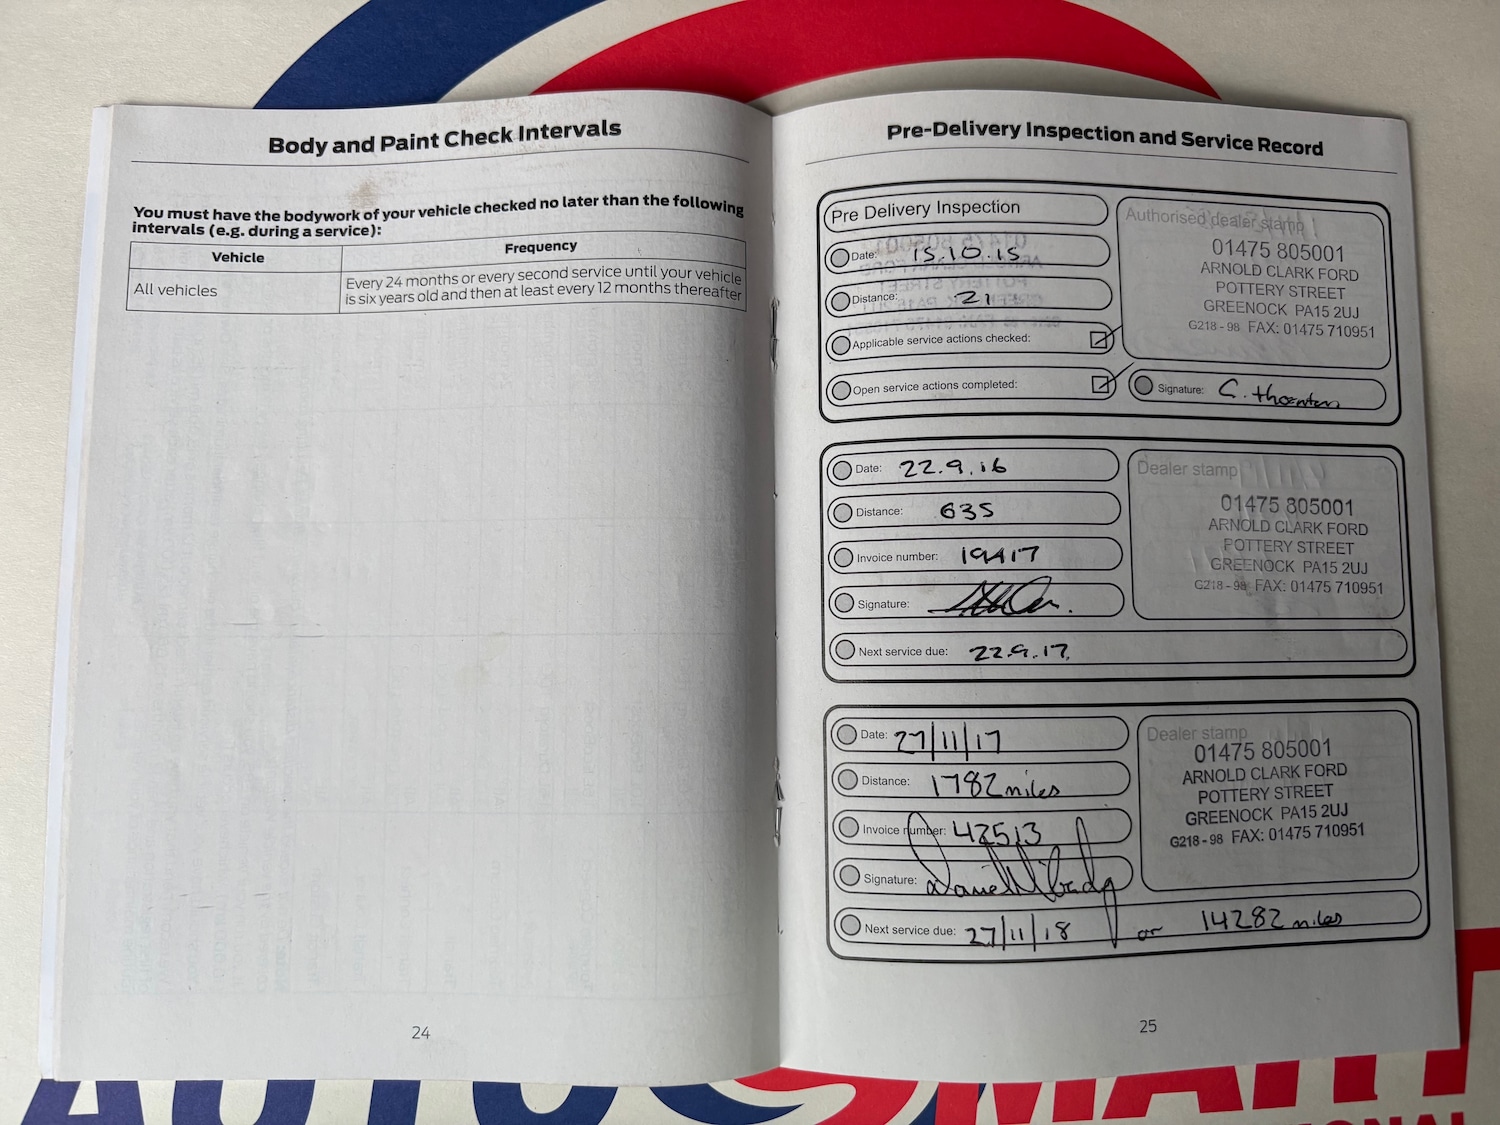 Body and Paint Check Intervals
You must have the bodywork of your vehicle checked no later than the following
intervals (e.g. during a service):
Vehicle
Frequency
All vehicles
Every 24 months or every second service until your vehicle
is six years old and then at least every 12 months thereafter
24
Pre-Delivery Inspection and Service Record
Pre Delivery Inspection
Date: 15.10.15
Distance: 21
Applicable service actions checked:
Open service actions completed:
Authorised dealer stamp
01475 805001
ARNOLD CLARK FORD
POTTERY STREET
GREENOCK PA15 2UJ
G218 - 98 FAX: 01475 710951
Signature: C. Thornton
Date: 22.9.16
Distance: 635
Invoice number: 19417
Signature:
Next service due: 22.9.17.
Dealer stamp
01475 805001
ARNOLD CLARK FORD
POTTERY STREET
GREENOCK PA15 2UJ
G218 - 98 FAX: 01475 710951
Date: 27/11/17
Distance: 1782 miles
Invoice number: 42513
Signature:
Next service due: 27/11/18 or 14282 miles
Dealer stamp
01475 805001
ARNOLD CLARK FORD
POTTERY STREET
GREENOCK PA15 2UJ
G218 - 98 FAX: 01475 710951
25
AUTOSMART